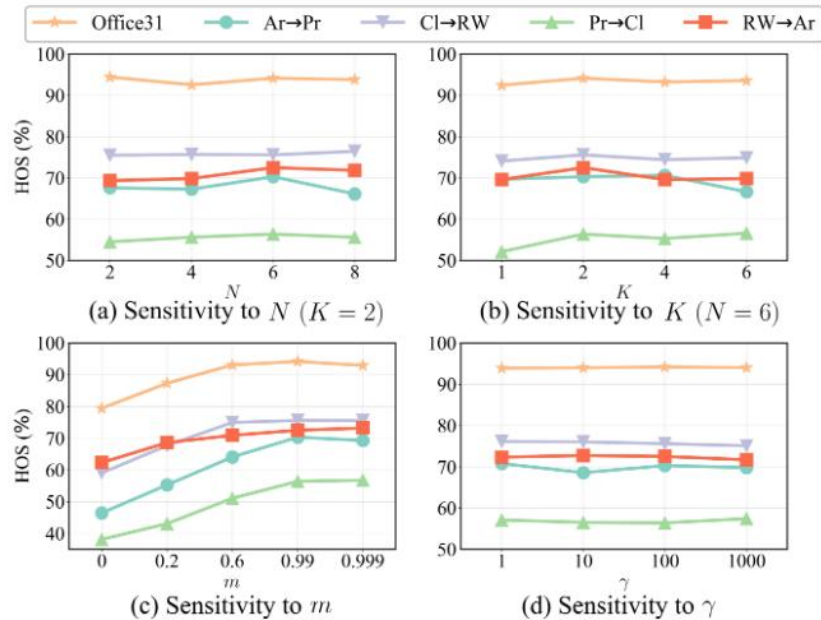 Office31 Ar→Pr Cl→RW Pr→Cl RW→Ar
HOS (%)
100
90
80
70
60
50
2 4 6 8
N
(a) Sensitivity to N (K = 2)
100
90
80
70
60
50
1 2 4 6
K
(b) Sensitivity to K (N = 6)
HOS (%)
100
90
80
70
60
50
40
0 0.2 0.6 0.99 0.999
m
(c) Sensitivity to m
100
90
80
70
60
50
1 10 100 1000
γ
(d) Sensitivity to γ